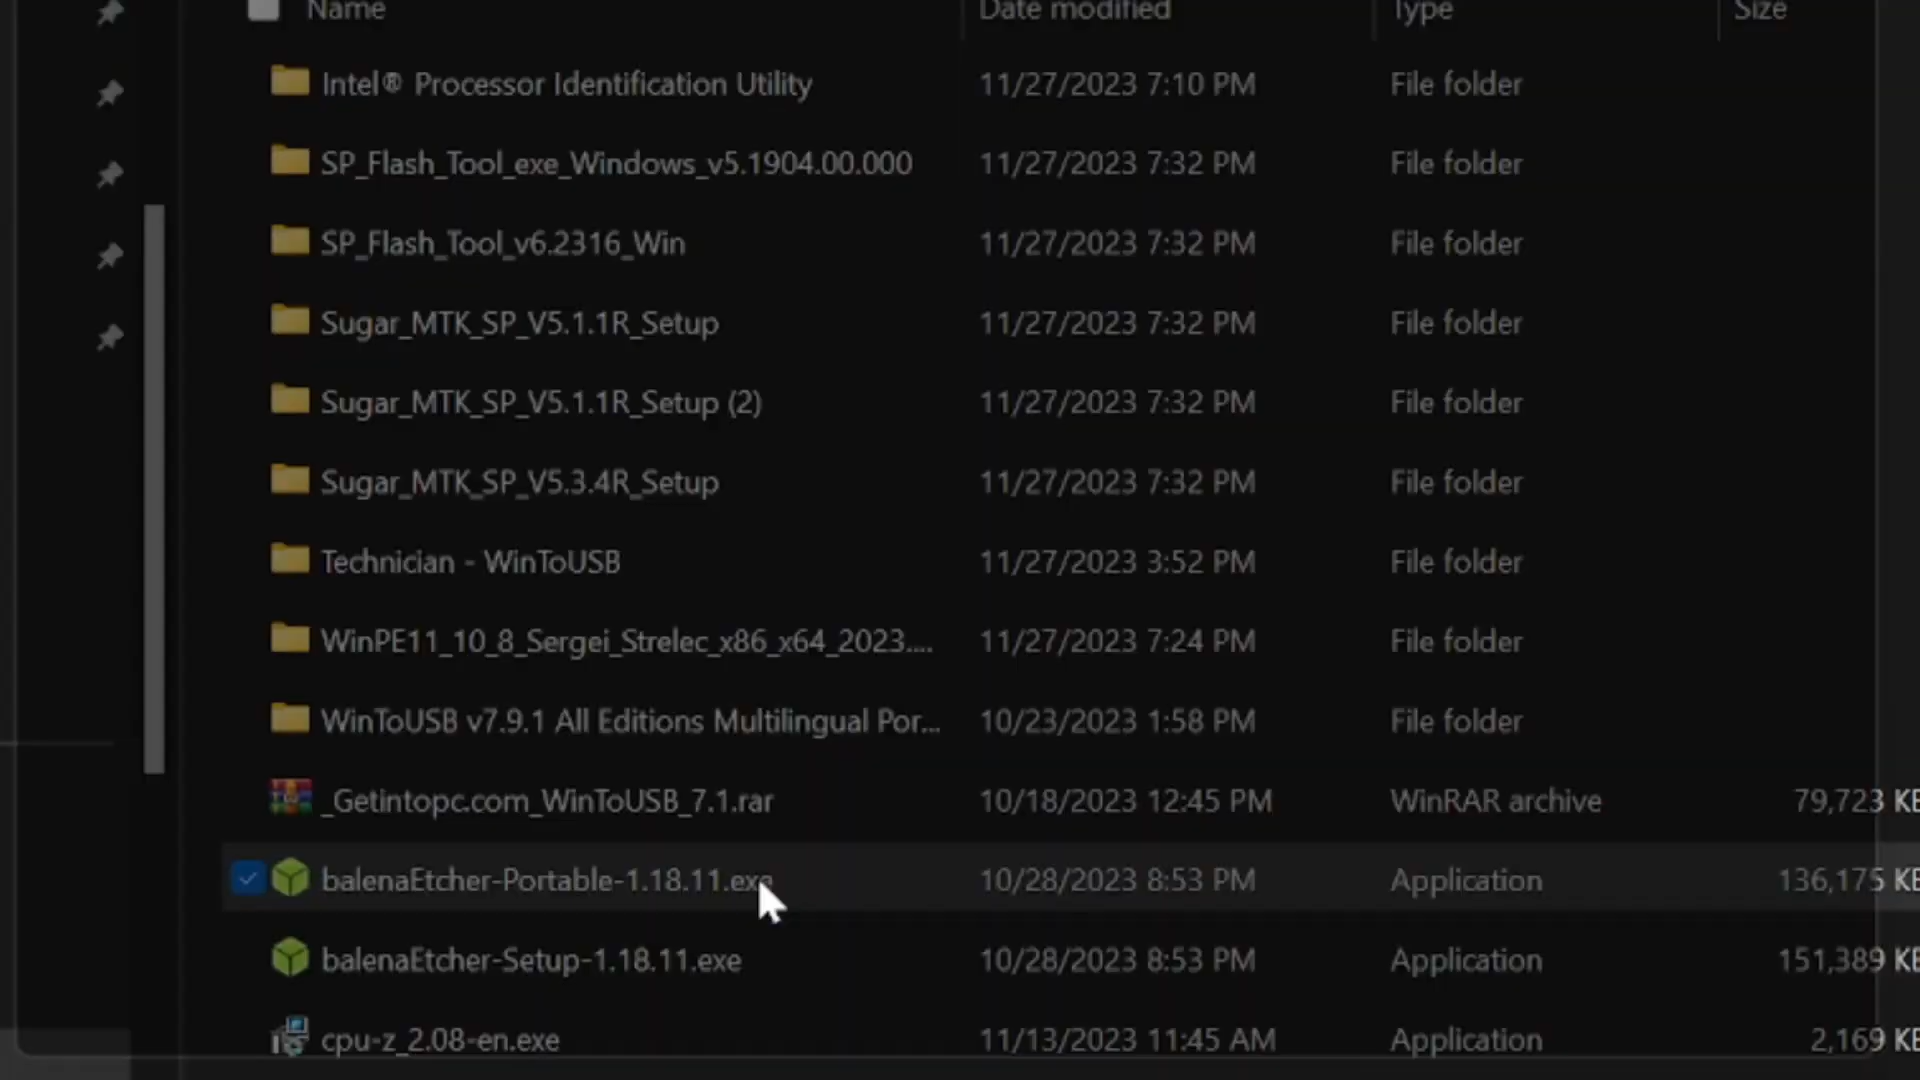 Name Date modified Type Size
Intel® Processor Identification Utility 11/27/2023 7:10 PM File folder
SP_Flash_Tool_exe_Windows_v5.1904.00.000 11/27/2023 7:32 PM File folder
SP_Flash_Tool_v6.2316_Win 11/27/2023 7:32 PM File folder
Sugar_MTK_SP_V5.1.1R_Setup 11/27/2023 7:32 PM File folder
Sugar_MTK_SP_V5.1.1R_Setup (2) 11/27/2023 7:32 PM File folder
Sugar_MTK_SP_V5.3.4R_Setup 11/27/2023 7:32 PM File folder
Technician - WinToUSB 11/27/2023 3:52 PM File folder
WinPE11_10_8_Sergei_Strelec_x86_x64_2023.... 11/27/2023 7:24 PM File folder
WinToUSB v7.9.1 All Editions Multilingual Por... 10/23/2023 1:58 PM File folder
_Getintopc.com_WinToUSB_7.1.rar 10/18/2023 12:45 PM WinRAR archive 79,723 KB
balenaEtcher-Portable-1.18.11.exe 10/28/2023 8:53 PM Application 136,175 KB
balenaEtcher-Setup-1.18.11.exe 10/28/2023 8:53 PM Application 151,389 KB
cpu-z_2.08-en.exe 11/13/2023 11:45 AM Application 2,169 KB